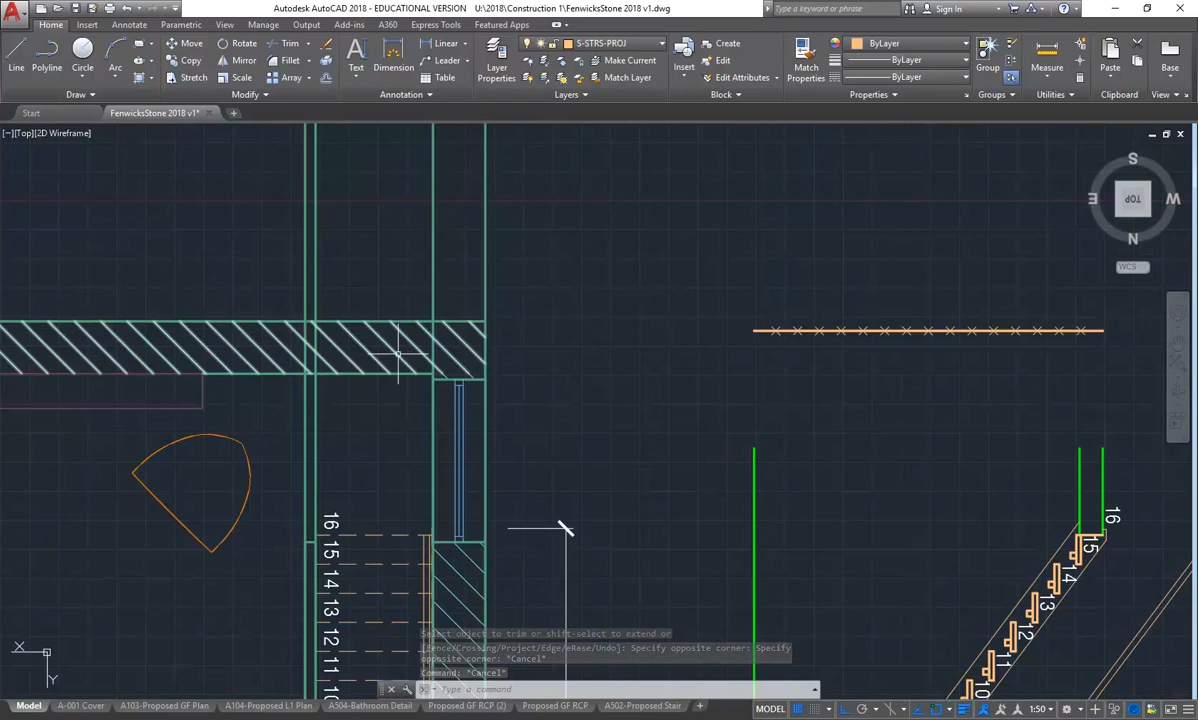 Autodesk AutoCAD 2018 - EDUCATIONAL VERSION U:\2018\Construction 1\FenwicksStone 2018 v1.dwg
Type a keyword or phrase
Sign In
Home Insert Annotate Parametric View Manage Output Add-ins A360 Express Tools Featured Apps
Line Polyline Circle Arc
Move Rotate Trim
Copy Mirror Fillet
Stretch Scale Array
Text Dimension
Linear
Leader
Table
Layer Properties
S-STRS-PROJ
Make Current
Match Layer
Insert
Create
Edit
Edit Attributes
Match Properties
ByLayer
ByLayer
ByLayer
Group
Measure
Paste
Base
Draw Modify Annotation Layers Block Properties Groups Utilities Clipboard View
Start FenwicksStone 2018 v1*
[−][Top][2D Wireframe]
S
E TOP W
N
WCS
16
15
14
13
12
11
10
16
15
14
13
12
11
10
X
Y
Select object to trim or shift-select to extend or
[Fence/Crossing/Project/Edge/eRase/Undo]: Specify opposite corner: Specify
opposite corner: *Cancel*
Command: *Cancel*
Type a command
Model A-001 Cover A103-Proposed GF Plan A104-Proposed L1 Plan A504-Bathroom Detail Proposed GF RCP (2) Proposed GF RCP A502-Proposed Stair
MODEL 1:50